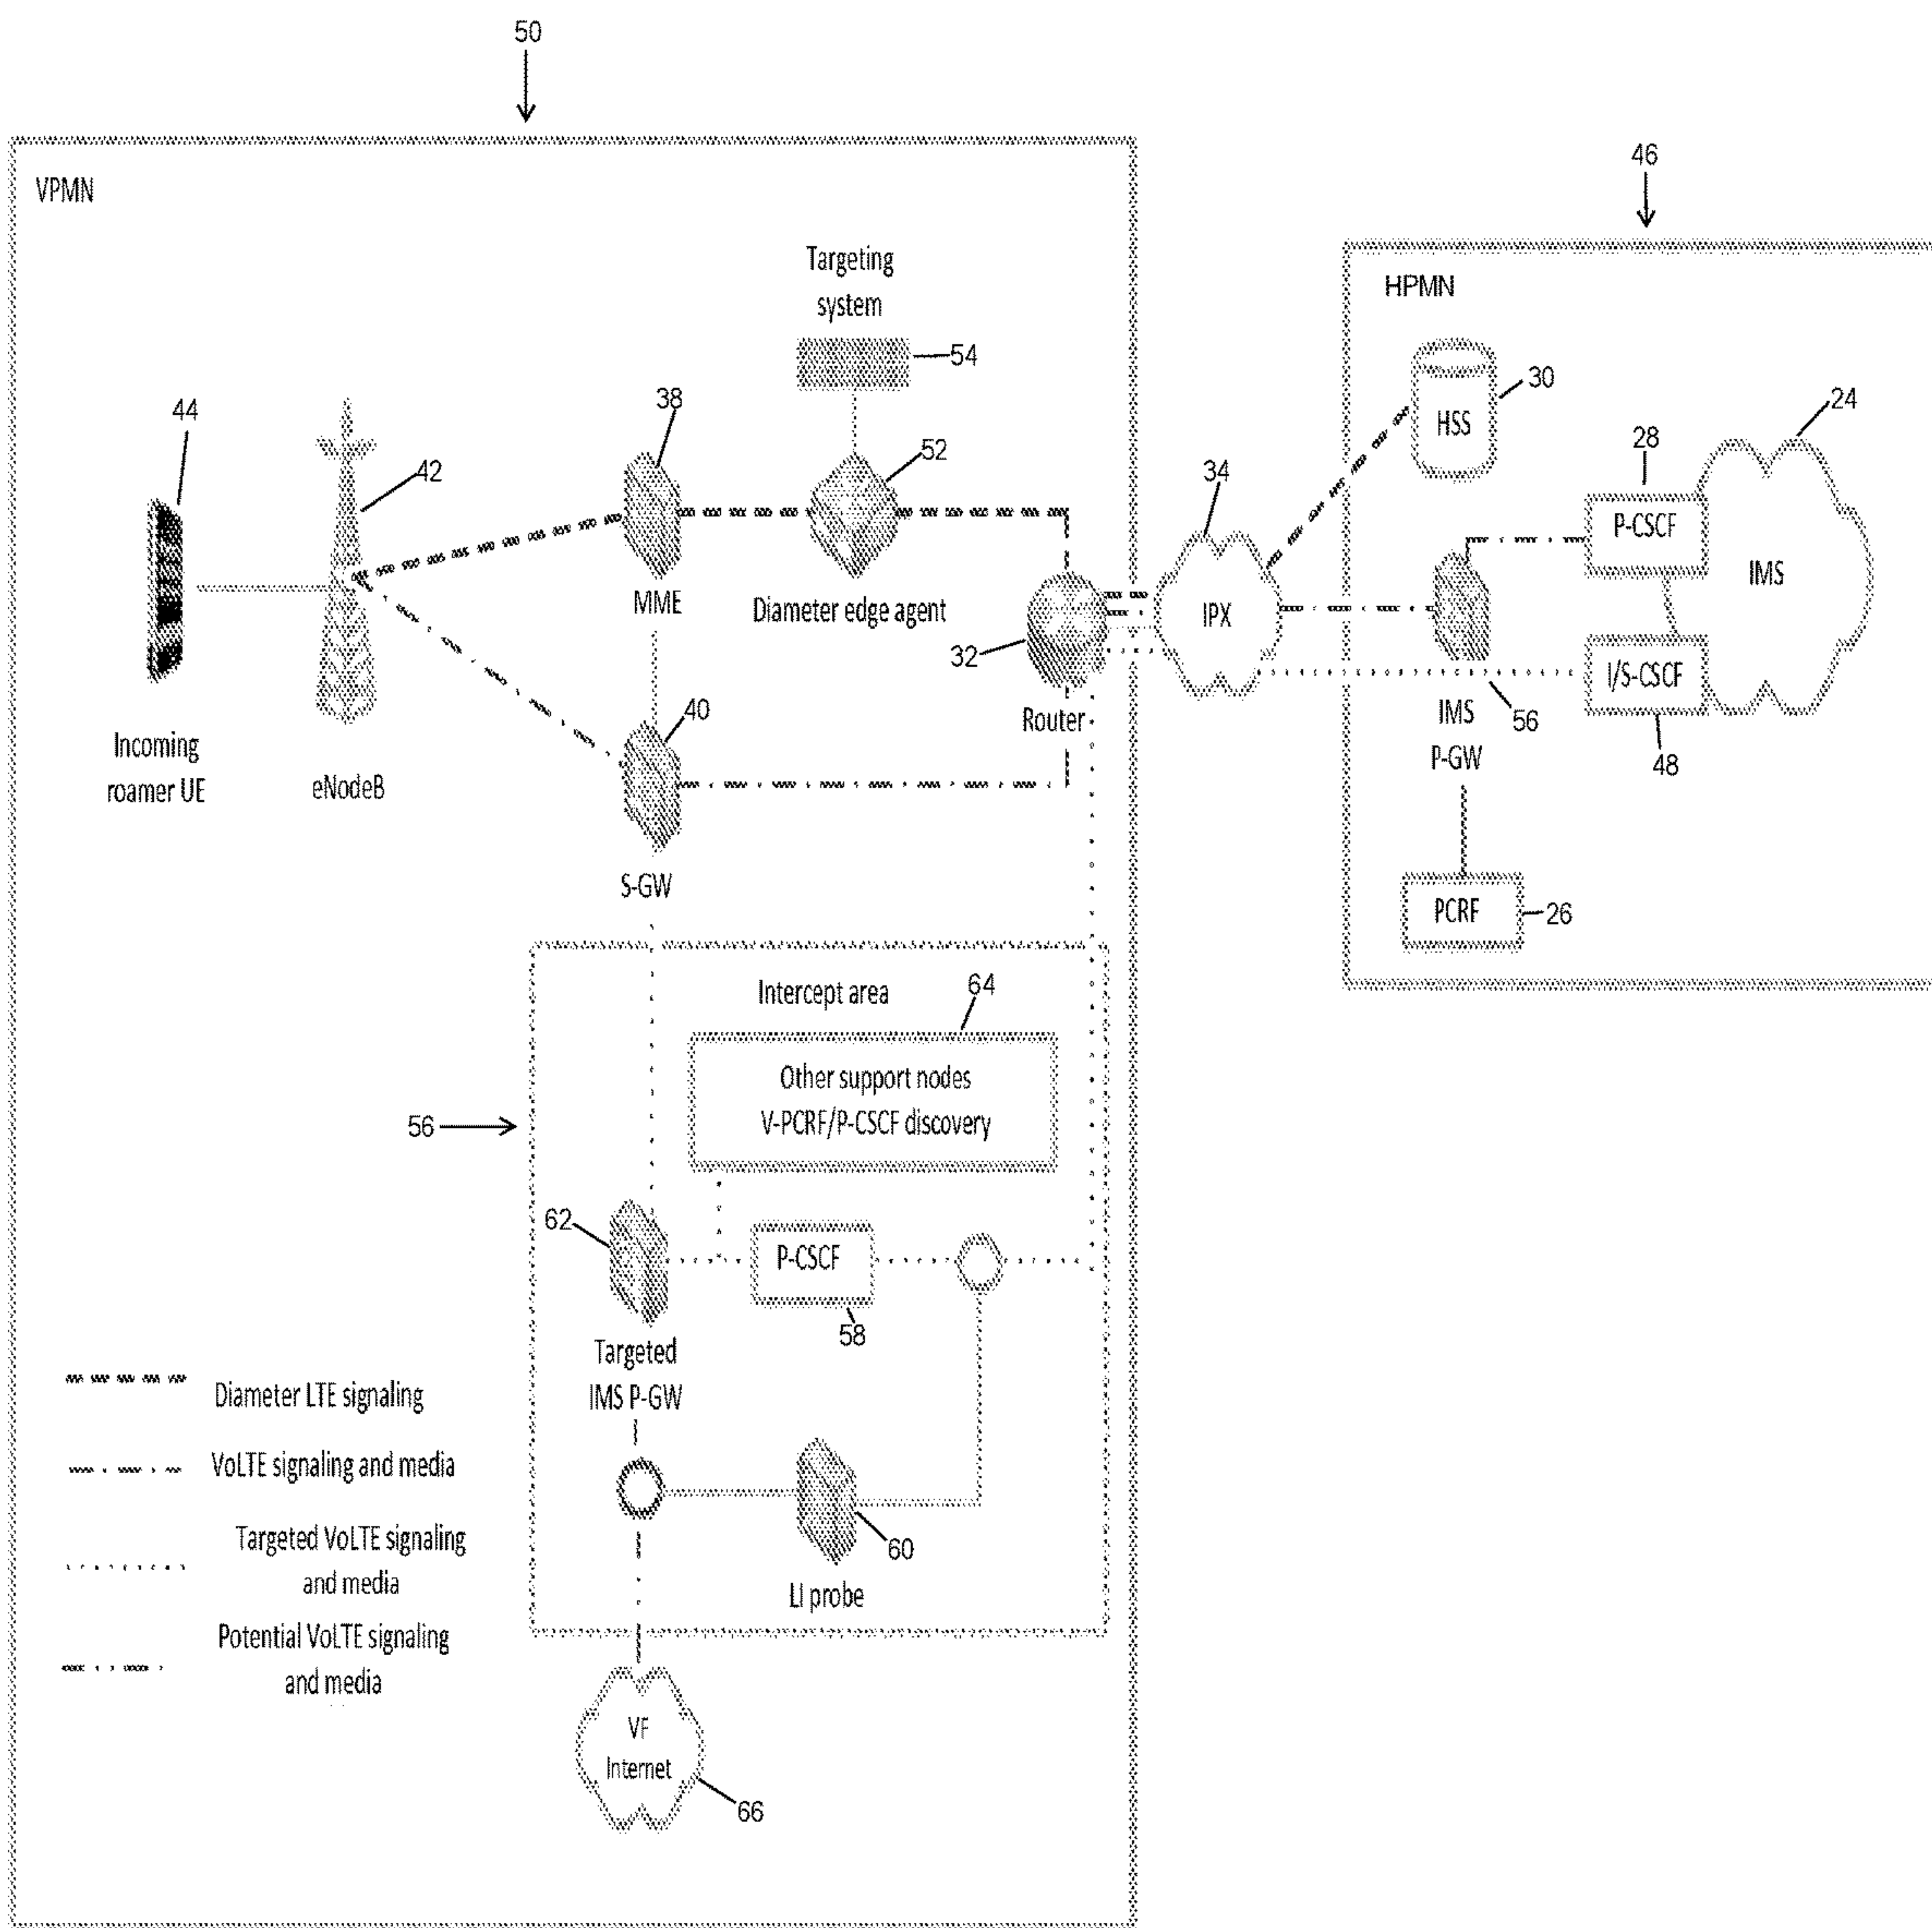 50
46
VPMN
HPMN
Targeting
system
54
38
52
44
42
30
HSS
24
28
P-CSCF
34
IMS
IPX
MME
Diameter edge agent
32
Router
I/S-CSCF
56
48
IMS
P-GW
40
Incoming
roamer UE
eNodeB
S-GW
PCRF
26
Intercept area
64
Other support nodes
V-PCRF/P-CSCF discovery
56
62
P-CSCF
58
Targeted
IMS P-GW
60
LI probe
Diameter LTE signaling
VoLTE signaling and media
Targeted VoLTE signaling
and media
Potential VoLTE signaling
and media
VF
Internet
66